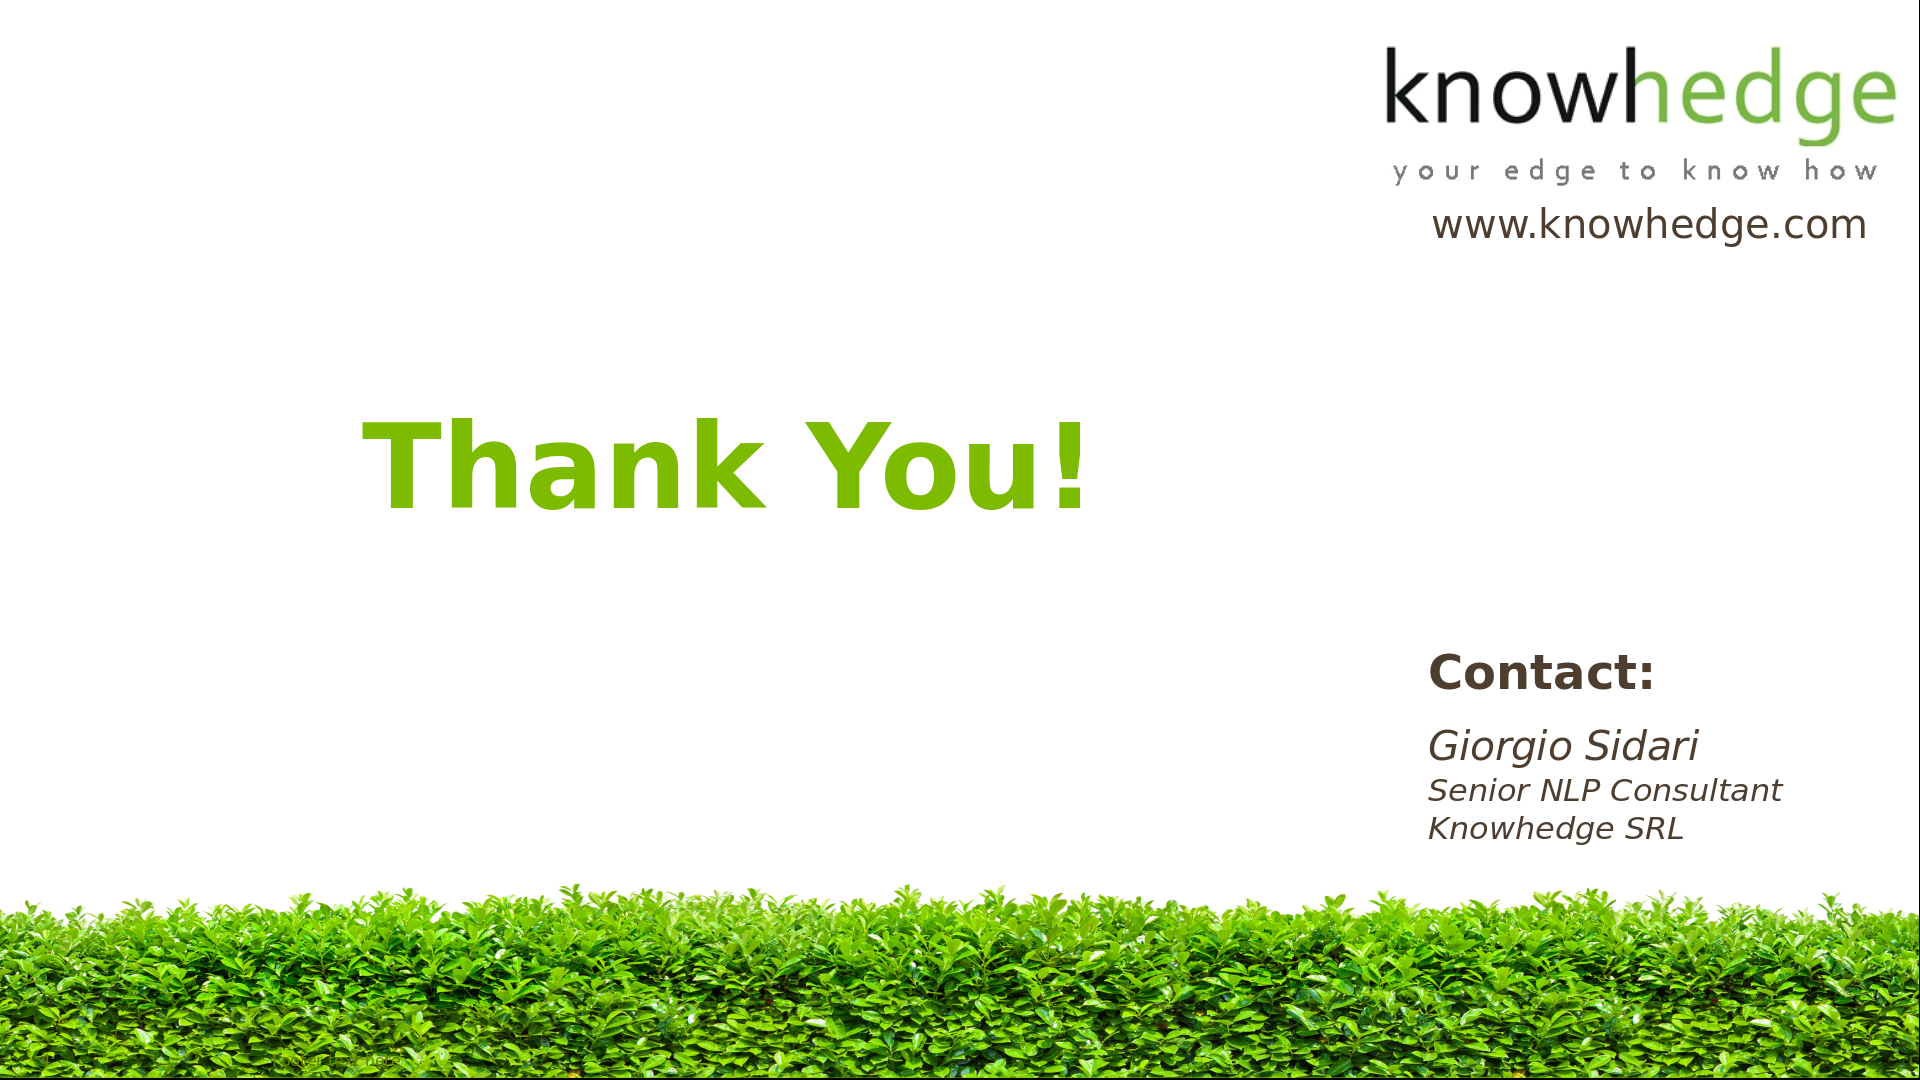 knowhedge
your edge to know how
www.knowhedge.com
Thank You!
Contact:
Giorgio Sidari
Senior NLP Consultant
Knowhedge SRL